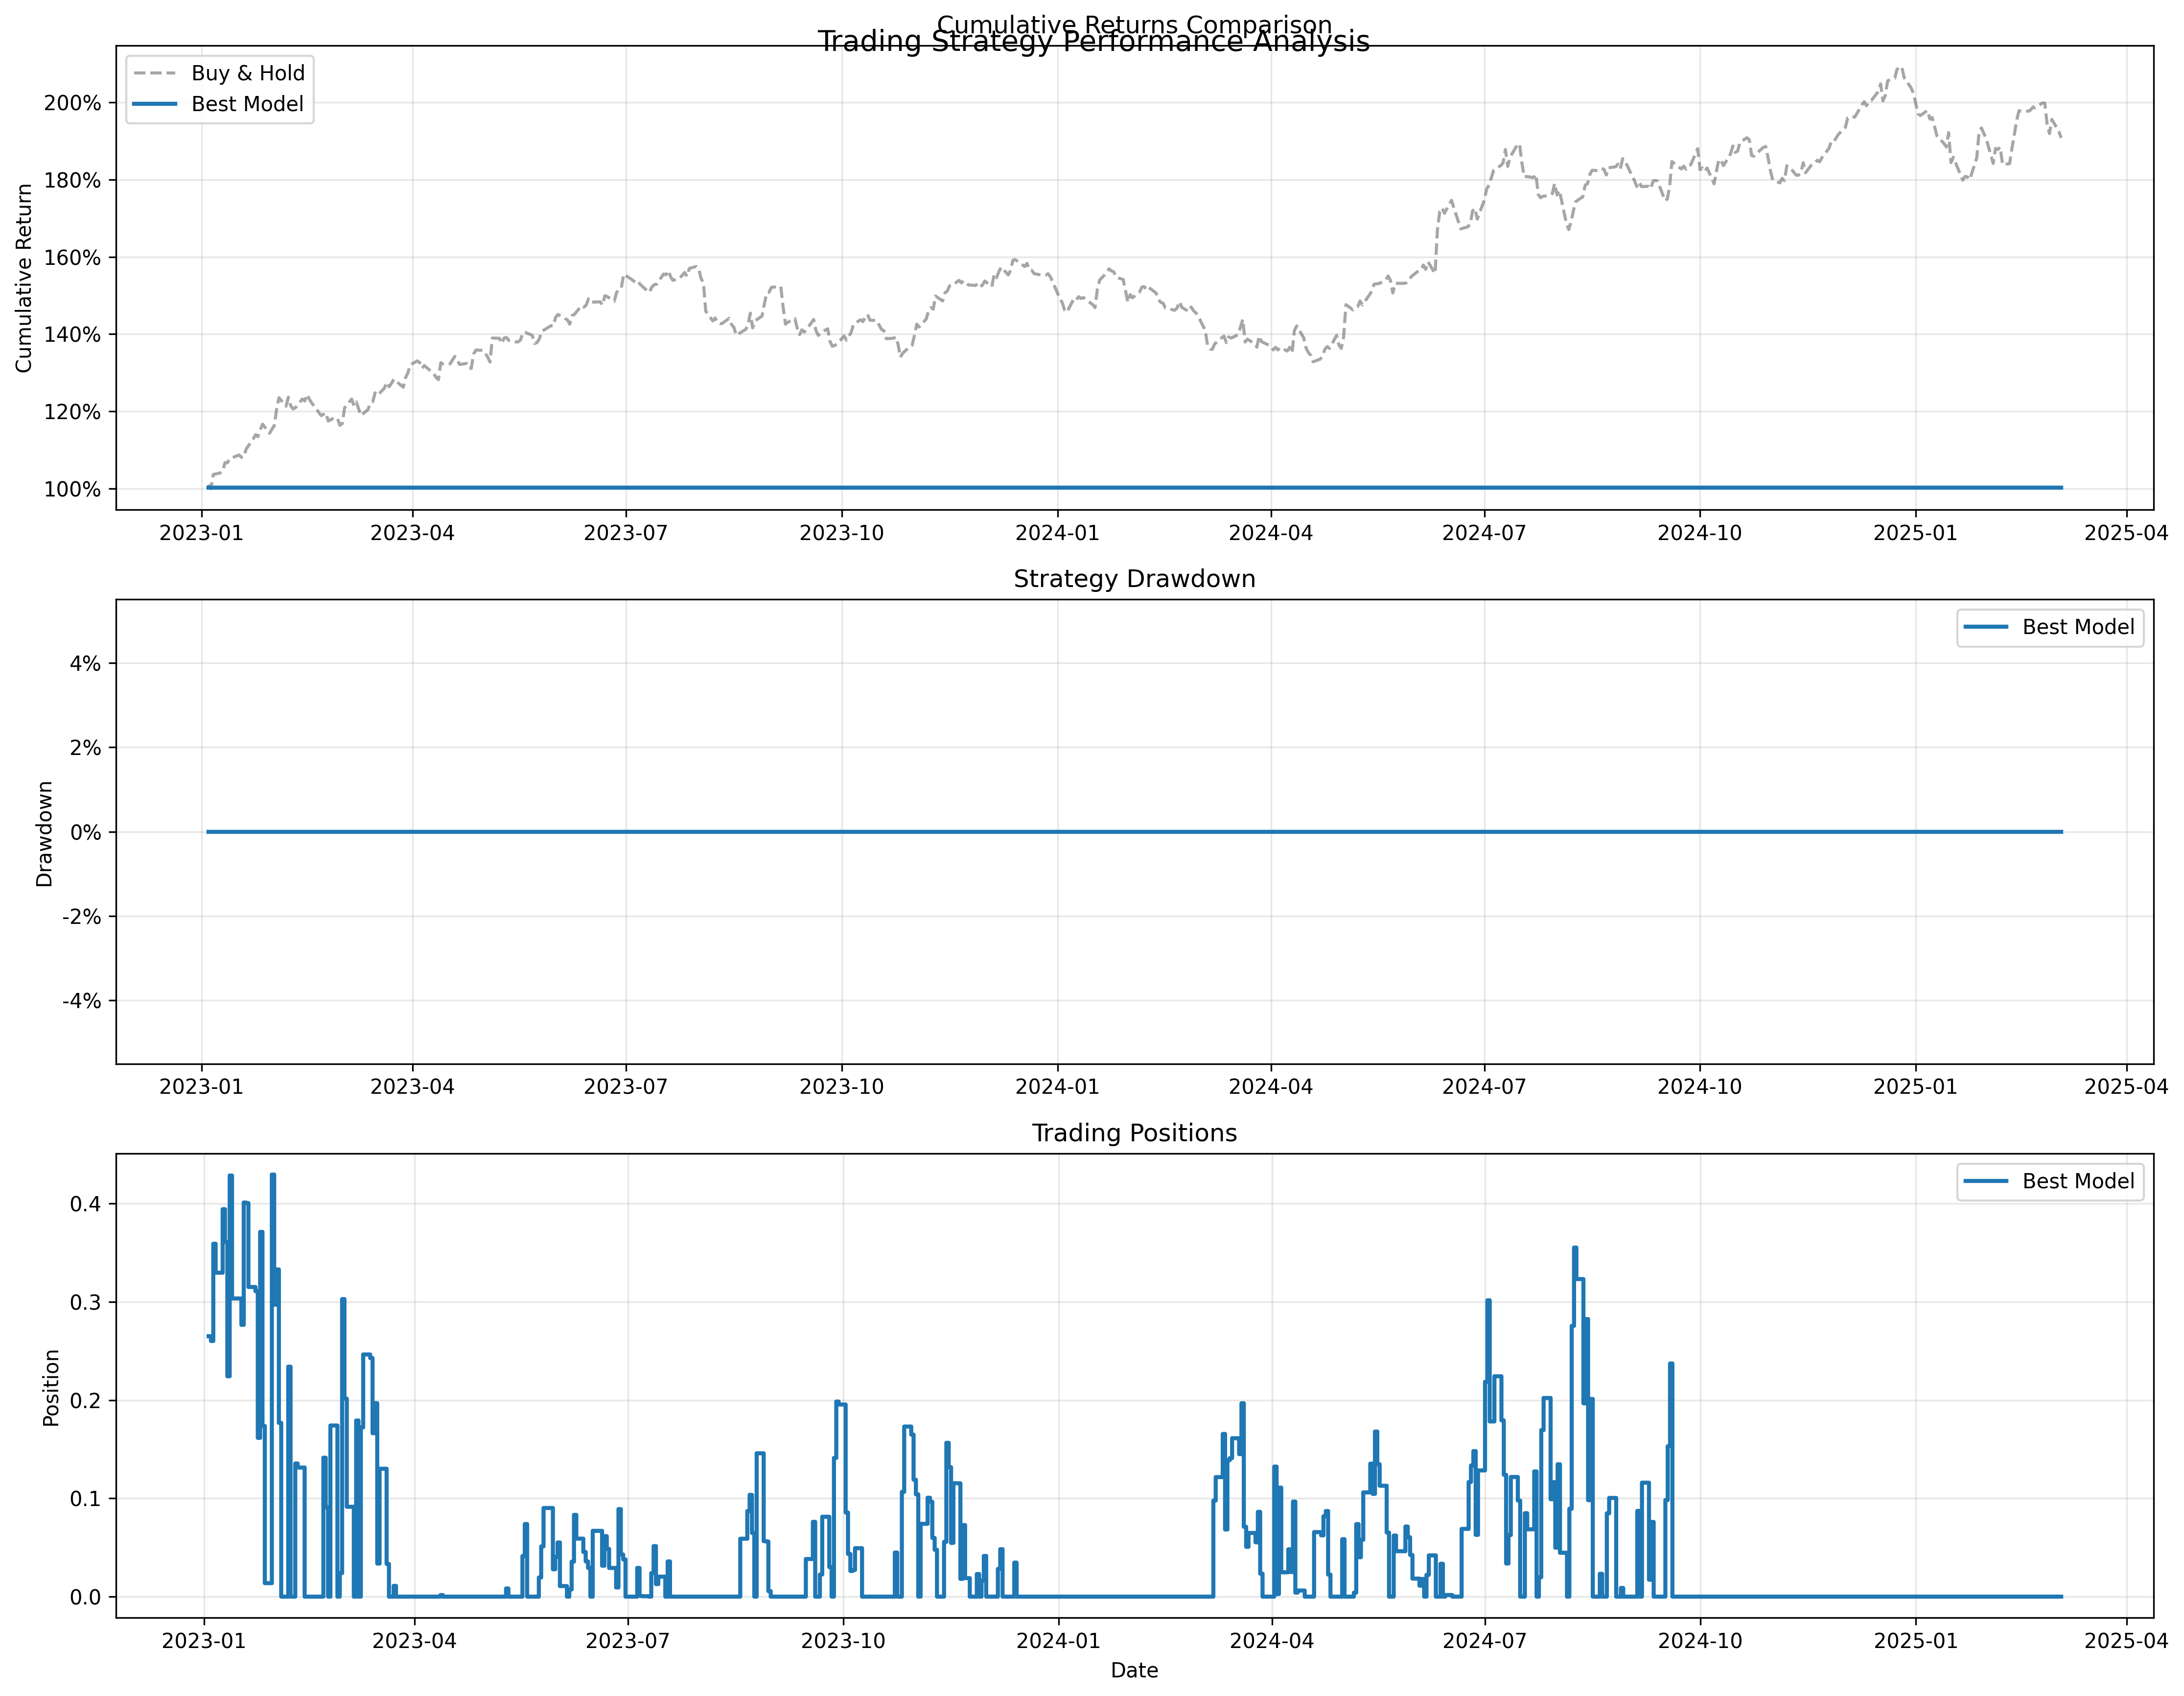 Cumulative Returns Comparison
Trading Strategy Performance Analysis
Buy & Hold
Best Model
Cumulative Return
200%
180%
160%
140%
120%
100%
2023-01 2023-04 2023-07 2023-10 2024-01 2024-04 2024-07 2024-10 2025-01 2025-04
Strategy Drawdown
Best Model
Drawdown
4%
2%
0%
-2%
-4%
2023-01 2023-04 2023-07 2023-10 2024-01 2024-04 2024-07 2024-10 2025-01 2025-04
Trading Positions
Best Model
Position
0.4
0.3
0.2
0.1
0.0
2023-01 2023-04 2023-07 2023-10 2024-01 2024-04 2024-07 2024-10 2025-01 2025-04
Date